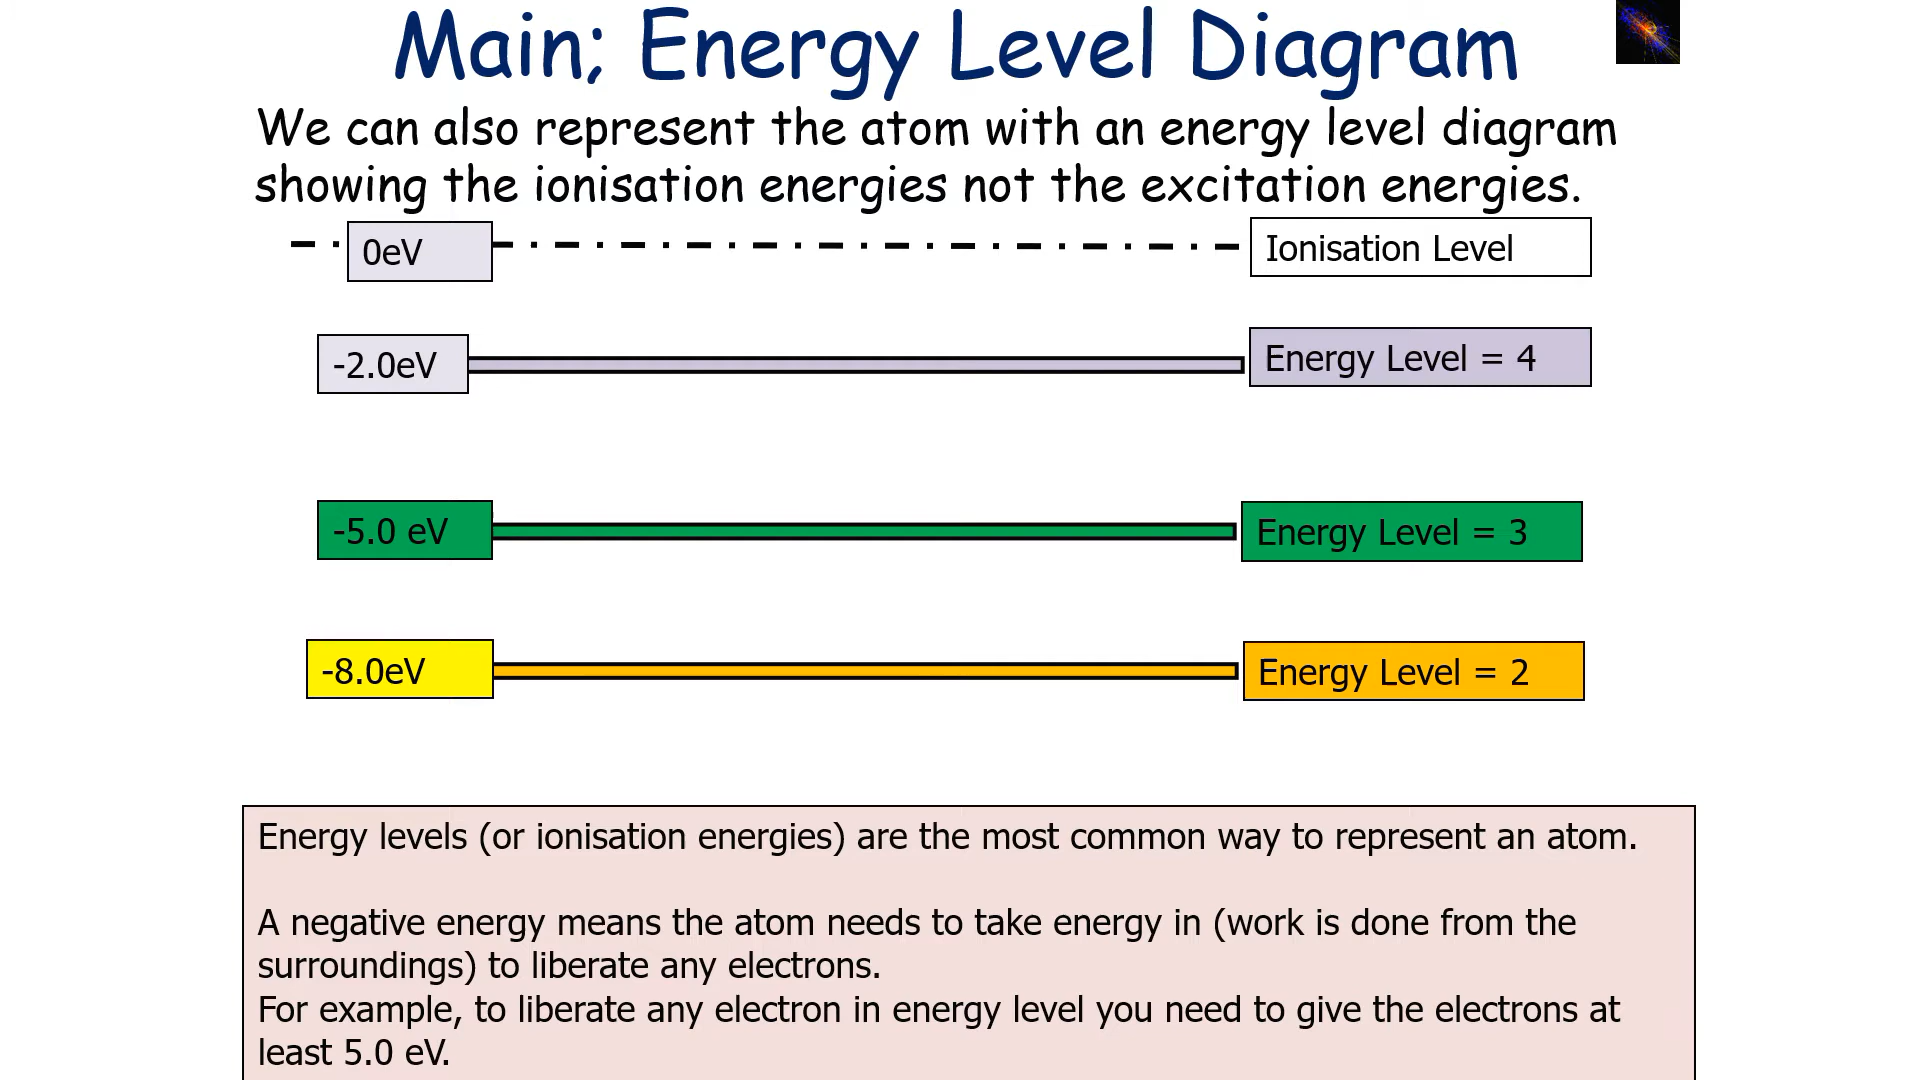 Main; Energy Level Diagram
We can also represent the atom with an energy level diagram
showing the ionisation energies not the excitation energies.
0eV
Ionisation Level
-2.0eV
Energy Level = 4
-5.0 eV
Energy Level = 3
-8.0eV
Energy Level = 2
Energy levels (or ionisation energies) are the most common way to represent an atom.
A negative energy means the atom needs to take energy in (work is done from the
surroundings) to liberate any electrons.
For example, to liberate any electron in energy level you need to give the electrons at
least 5.0 eV.